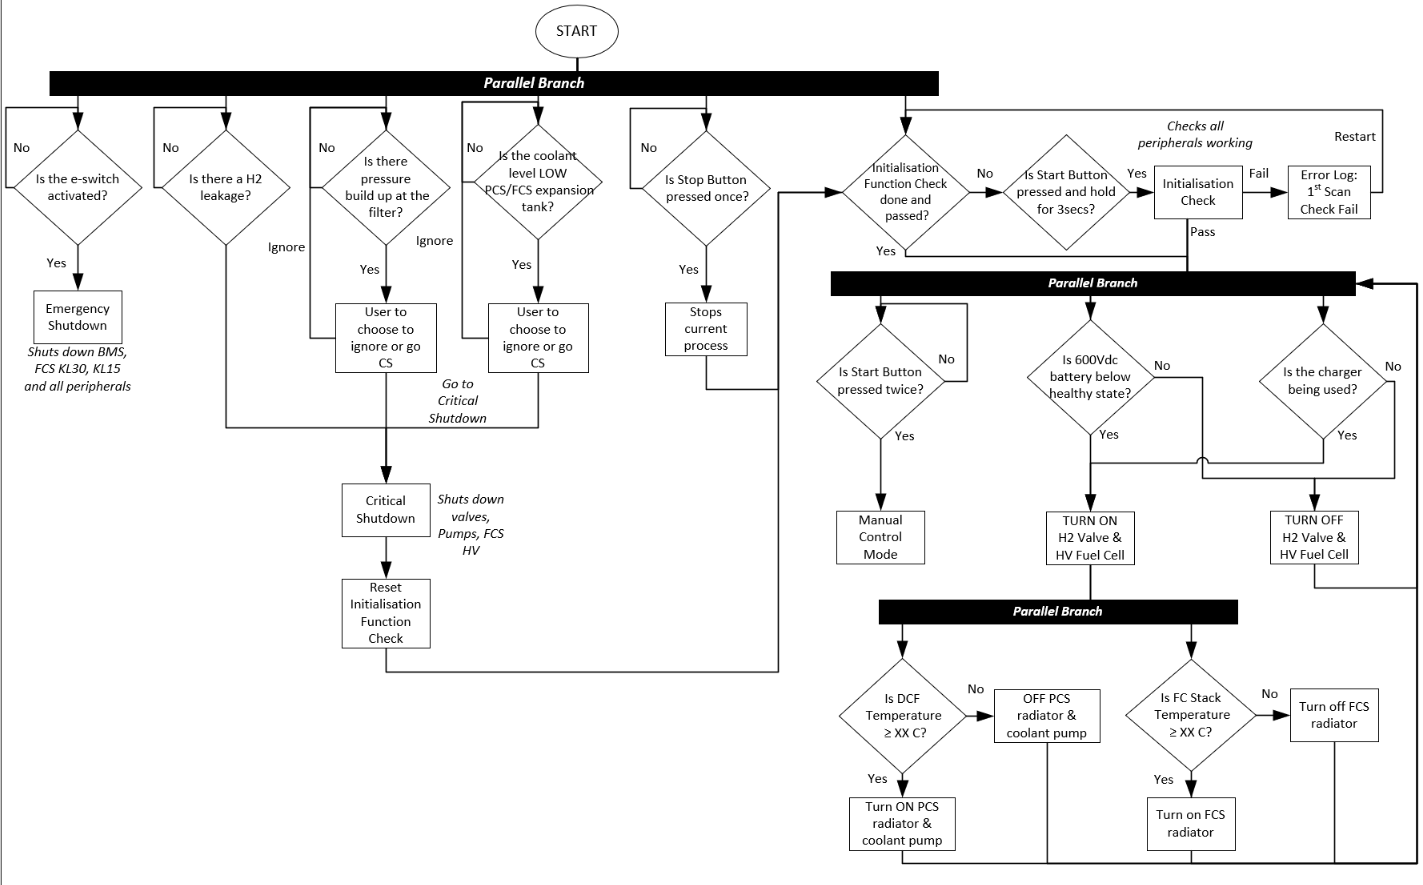 START
Parallel Branch
No
Is the e-switch
activated?
Yes
Emergency
Shutdown
Shuts down BMS,
FCS KL30, KL15
and all peripherals
No
Is there a H2
leakage?
No
Is there
pressure
build up at the
filter?
Ignore
Yes
User to
choose to
ignore or go
CS
No
Is the coolant
level LOW
PCS/FCS expansion
tank?
Ignore
Yes
User to
choose to
ignore or go
CS
Go to
Critical
Shutdown
Critical
Shutdown
Shuts down
valves,
Pumps, FCS
HV
Reset
Initialisation
Function
Check
No
Is Stop Button
pressed once?
Yes
Stops
current
process
Initialisation
Function Check
done and
passed?
No
Yes
Is Start Button
pressed and hold
for 3secs?
Yes
Checks all
peripherals working
Initialisation
Check
Fail
Pass
Error Log:
1st Scan
Check Fail
Restart
Parallel Branch
Is Start Button
pressed twice?
No
Yes
Manual
Control
Mode
Is 600Vdc
battery below
healthy state?
No
Yes
TURN ON
H2 Valve &
HV Fuel Cell
Is the charger
being used?
No
Yes
TURN OFF
H2 Valve &
HV Fuel Cell
Parallel Branch
Is DCF
Temperature
≥ XX C?
No
OFF PCS
radiator &
coolant pump
Yes
Turn ON PCS
radiator &
coolant pump
Is FC Stack
Temperature
≥ XX C?
No
Turn off FCS
radiator
Yes
Turn on FCS
radiator